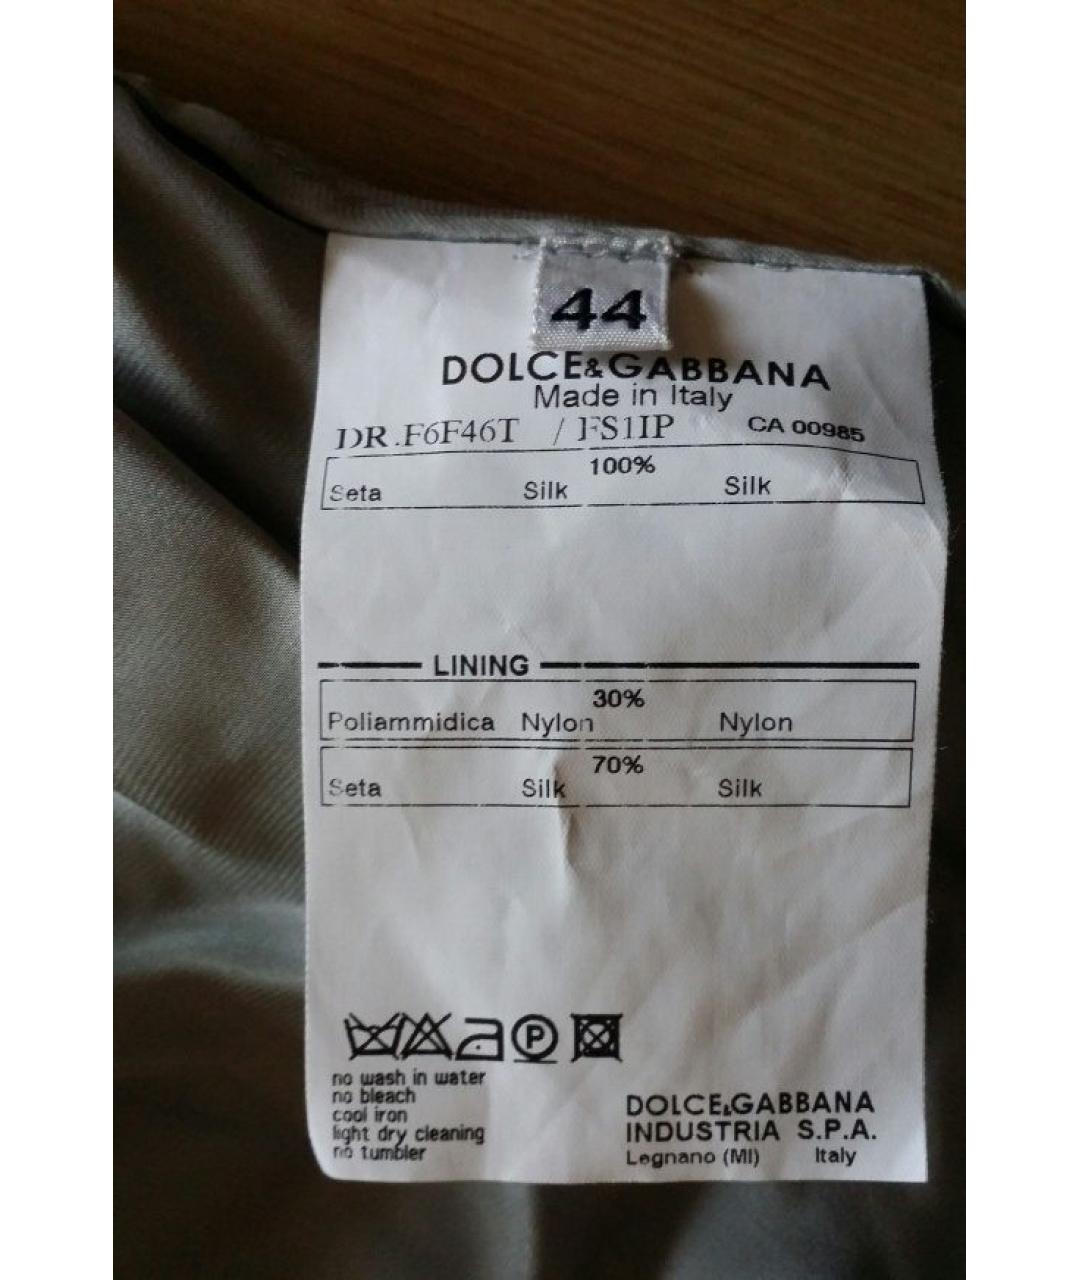 44
DOLCE&GABBANA
Made in Italy
DR.F6F46T / FS1IP CA 00985
100%
Seta Silk Silk
LINING
30%
Poliammidica Nylon Nylon
70%
Seta Silk Silk
P
no wash in water
no bleach
cool iron
light dry cleaning
no tumbler
DOLCE&GABBANA
INDUSTRIA S.P.A.
Legnano (MI) Italy